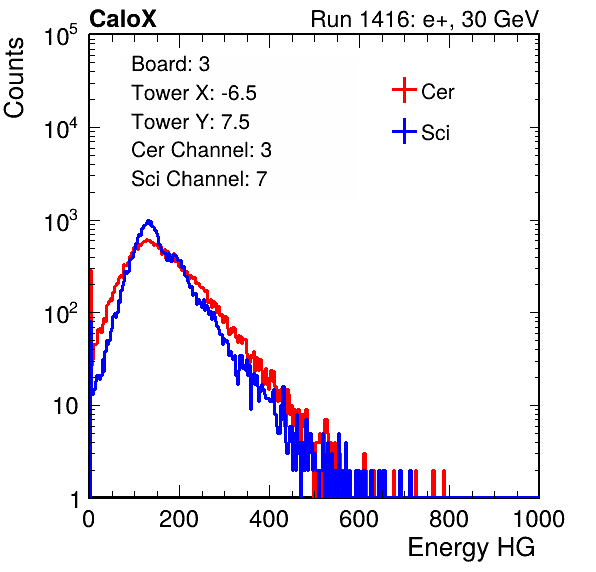 CaloX Run 1416: e+, 30 GeV
Counts
10^5
10^4
10^3
10^2
10
1
Board: 3
Tower X: -6.5
Tower Y: 7.5
Cer Channel: 3
Sci Channel: 7
Cer
Sci
0 200 400 600 800 1000
Energy HG